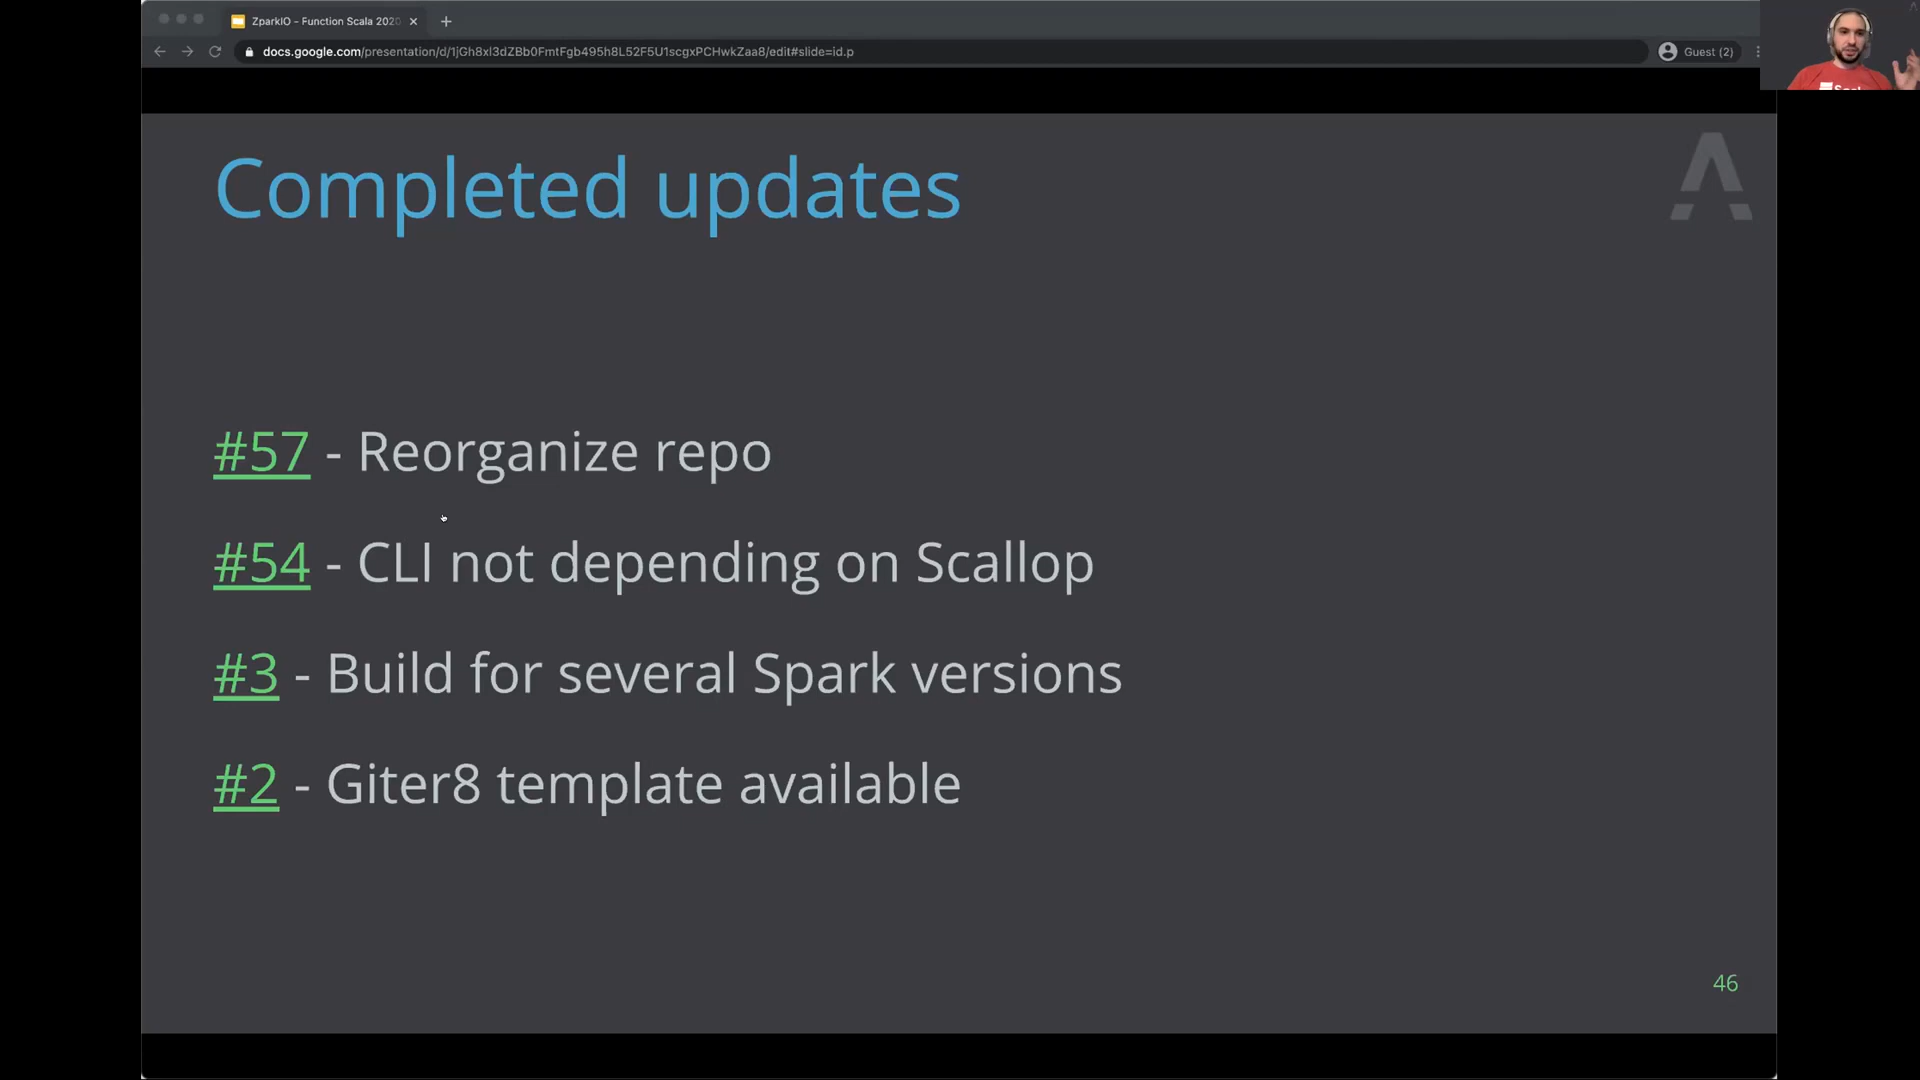 ZparkIO - Function Scala 2020
docs.google.com/presentation/d/1jGh8xI3dZBb0FmtFgb495h8L52F5U1scgxPCHwkZaa8/edit#slide=id.p
Guest (2)
Completed updates
#57 - Reorganize repo
#54 - CLI not depending on Scallop
#3 - Build for several Spark versions
#2 - Giter8 template available
46